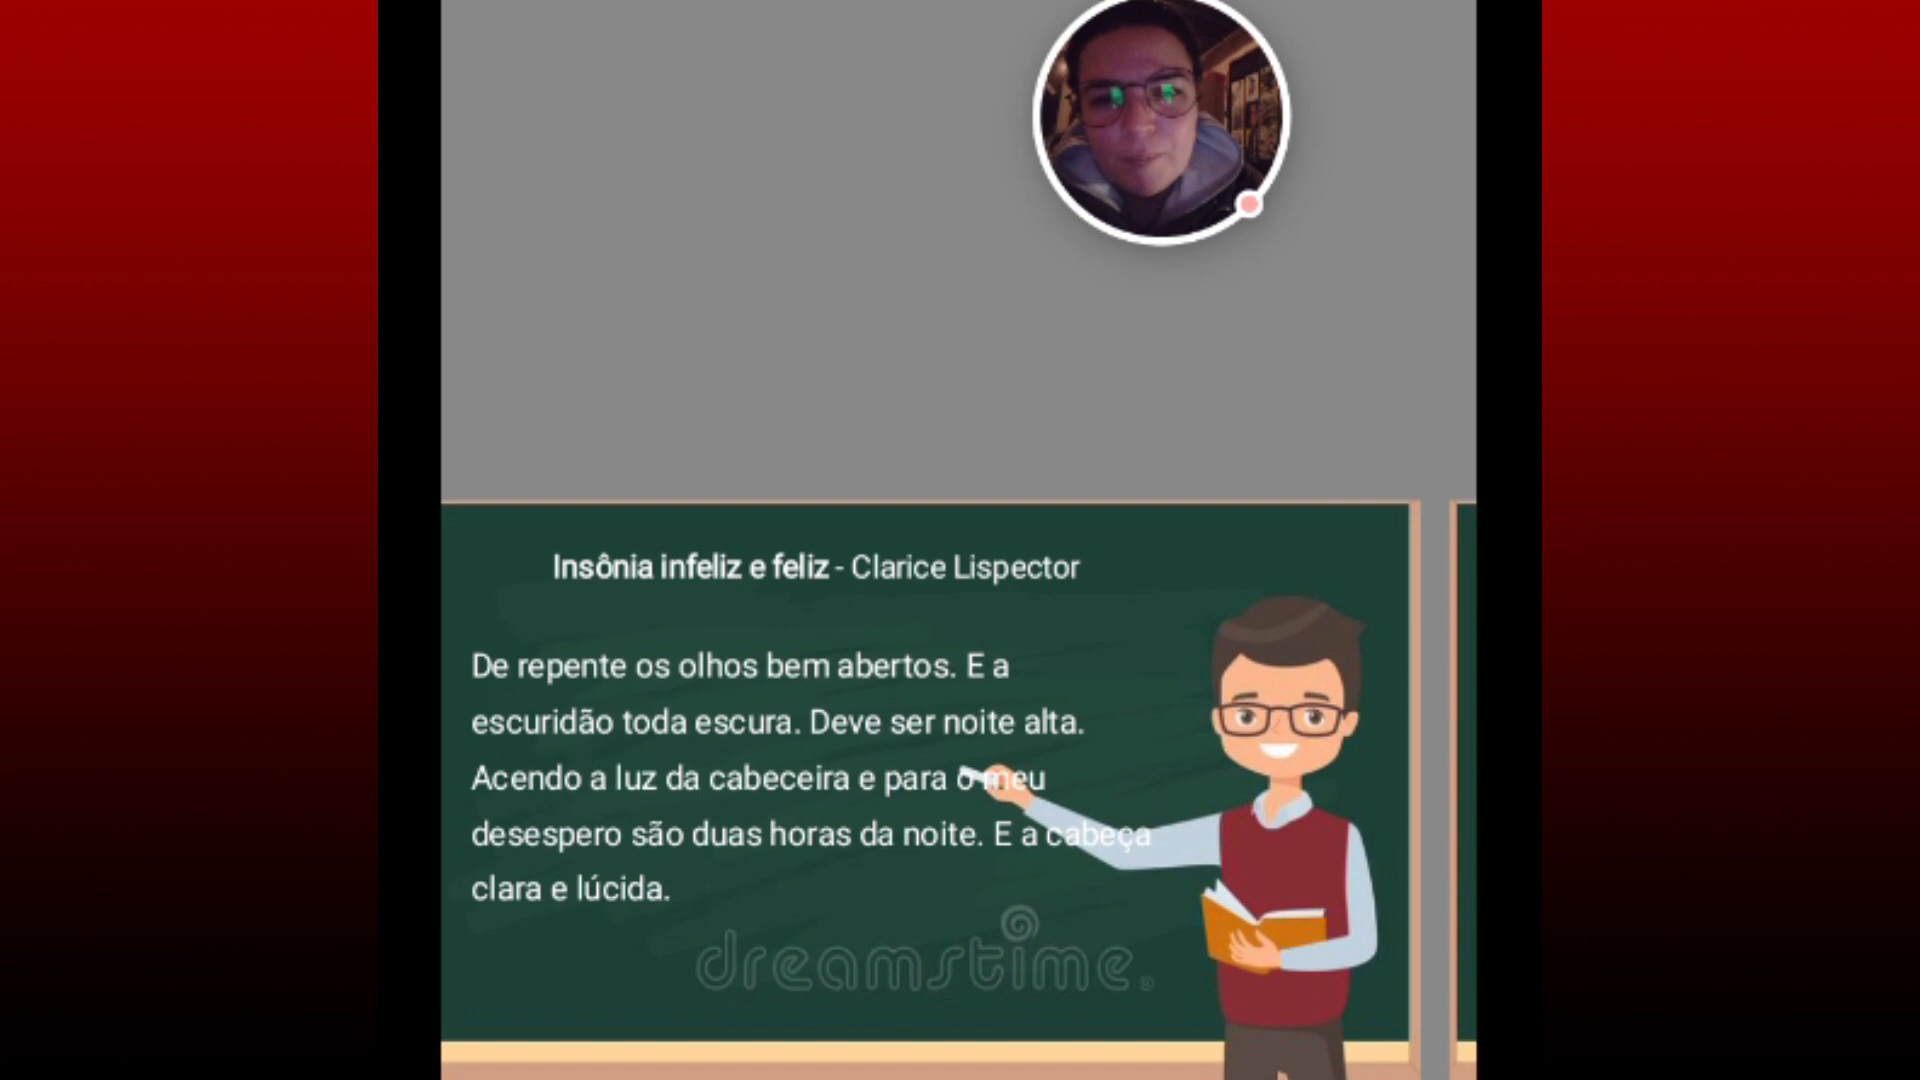 Insônia infeliz e feliz - Clarice Lispector
De repente os olhos bem abertos. E a
escuridão toda escura. Deve ser noite alta.
Acendo a luz da cabeceira e para o meu
desespero são duas horas da noite. E a cabeça
clara e lúcida.
dreamstime®